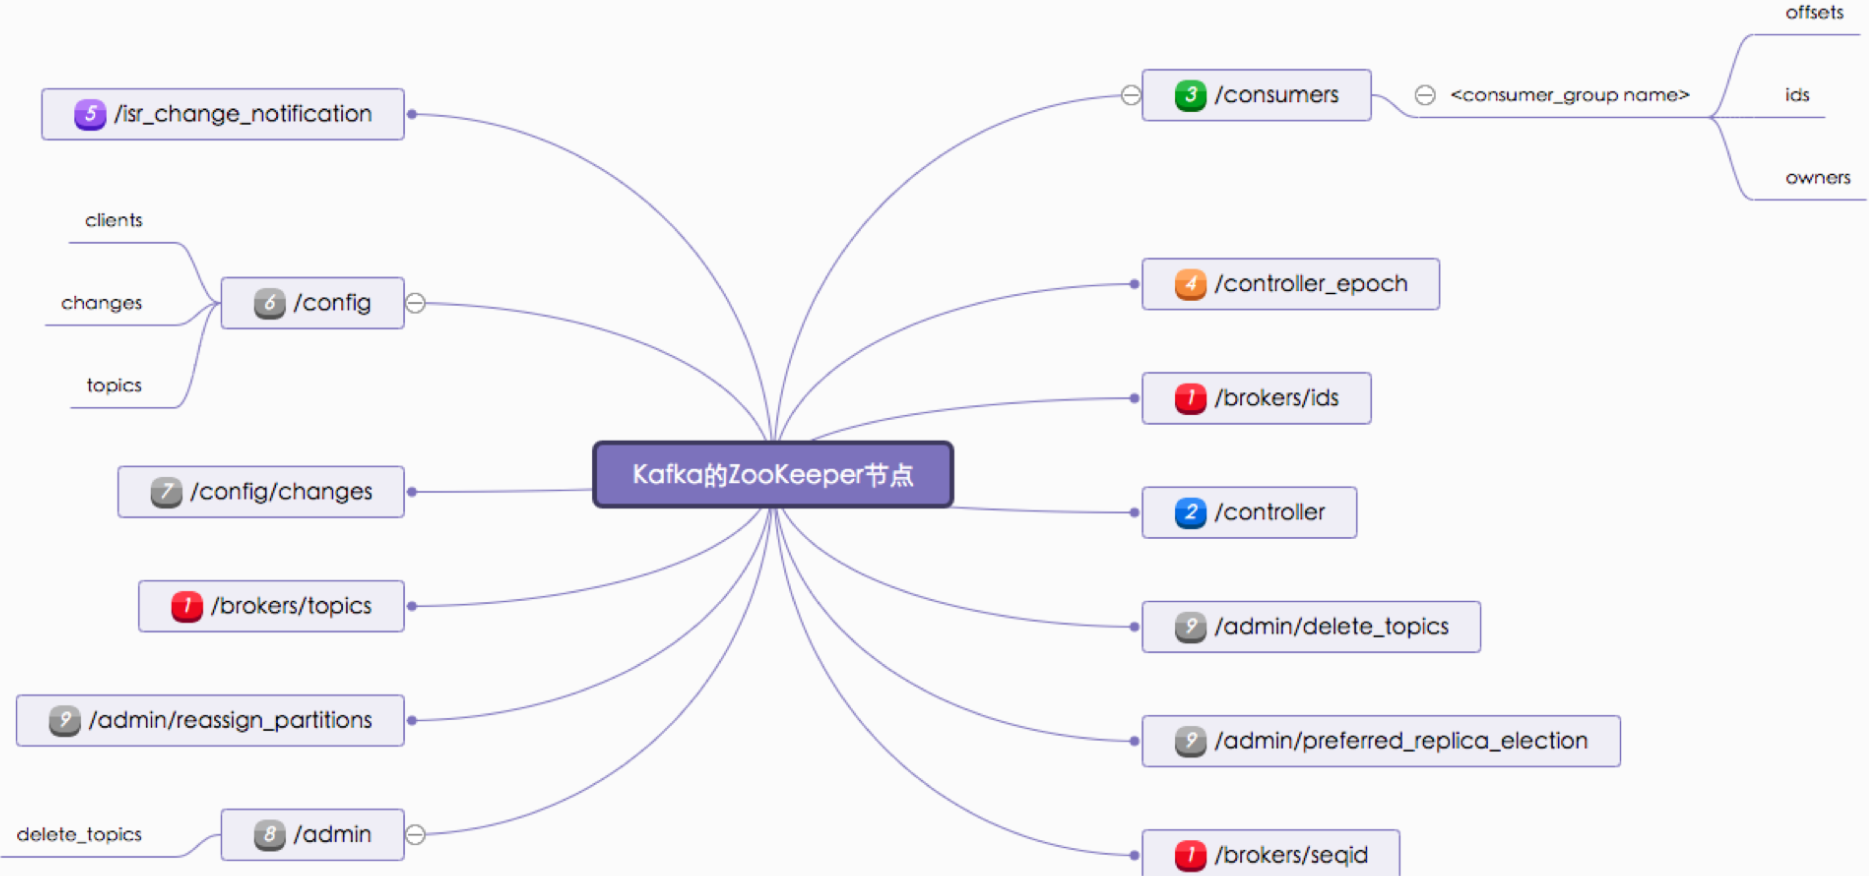 offsets
3 /consumers
<consumer_group name>
ids
owners
5 /isr_change_notification
clients
changes
topics
6 /config
4 /controller_epoch
1 /brokers/ids
Kafka的ZooKeeper节点
7 /config/changes
2 /controller
1 /brokers/topics
9 /admin/delete_topics
9 /admin/reassign_partitions
9 /admin/preferred_replica_election
delete_topics
8 /admin
1 /brokers/seqid